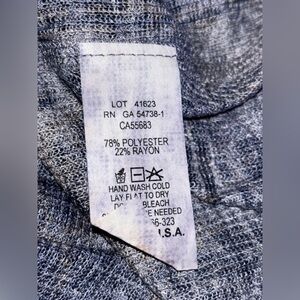 LOT 41623
RN GA 54738-1
CA55683
78% POLYESTER
22% RAYON
HAND WASH COLD
LAY FLAT TO DRY
BLEACH
NEEDED
-323
U.S.A.